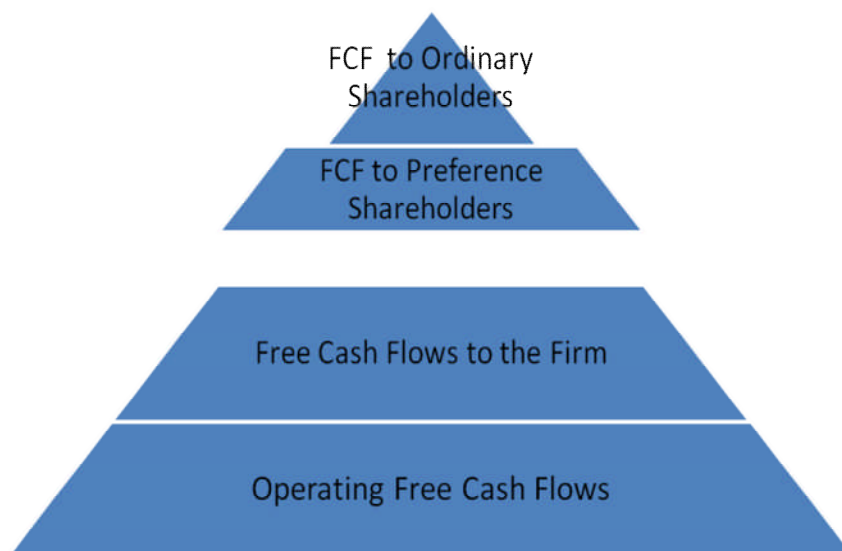 FCF to Ordinary
Shareholders
FCF to Preference
Shareholders
Free Cash Flows to the Firm
Operating Free Cash Flows